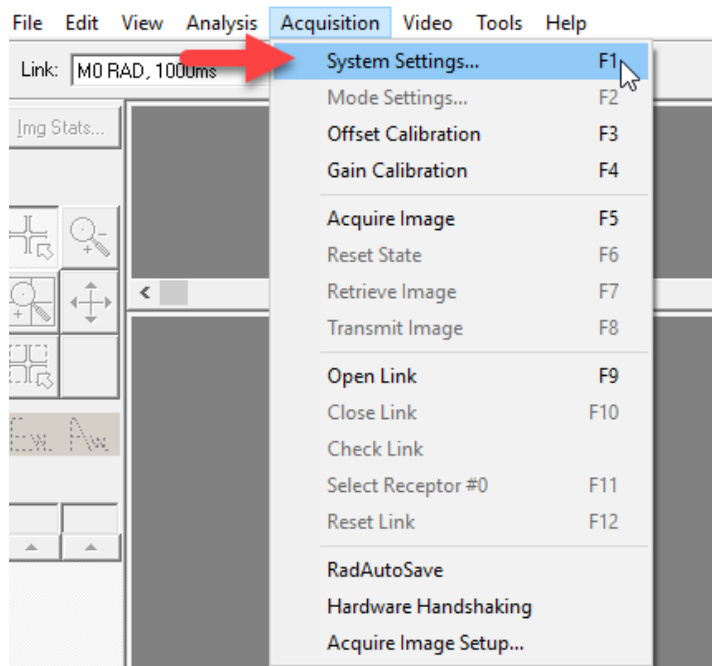 File Edit View Analysis Acquisition Video Tools Help
Link: M0 RAD, 1000ms
Img Stats...
System Settings... F1
Mode Settings... F2
Offset Calibration F3
Gain Calibration F4
Acquire Image F5
Reset State F6
Retrieve Image F7
Transmit Image F8
Open Link F9
Close Link F10
Check Link
Select Receptor #0 F11
Reset Link F12
RadAutoSave
Hardware Handshaking
Acquire Image Setup...